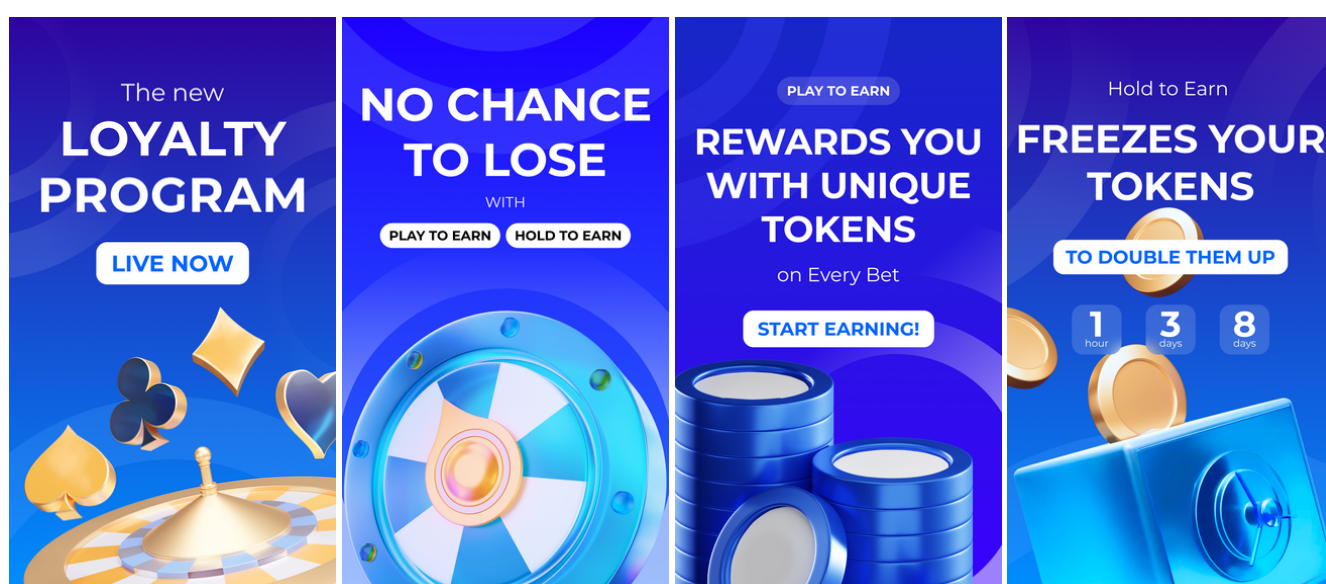 The new
LOYALTY
PROGRAM
LIVE NOW
NO CHANCE
TO LOSE
WITH
PLAY TO EARN HOLD TO EARN
PLAY TO EARN
REWARDS YOU
WITH UNIQUE
TOKENS
on Every Bet
START EARNING!
Hold to Earn
FREEZES YOUR
TOKENS
TO DOUBLE THEM UP
1 3 8
hour days days